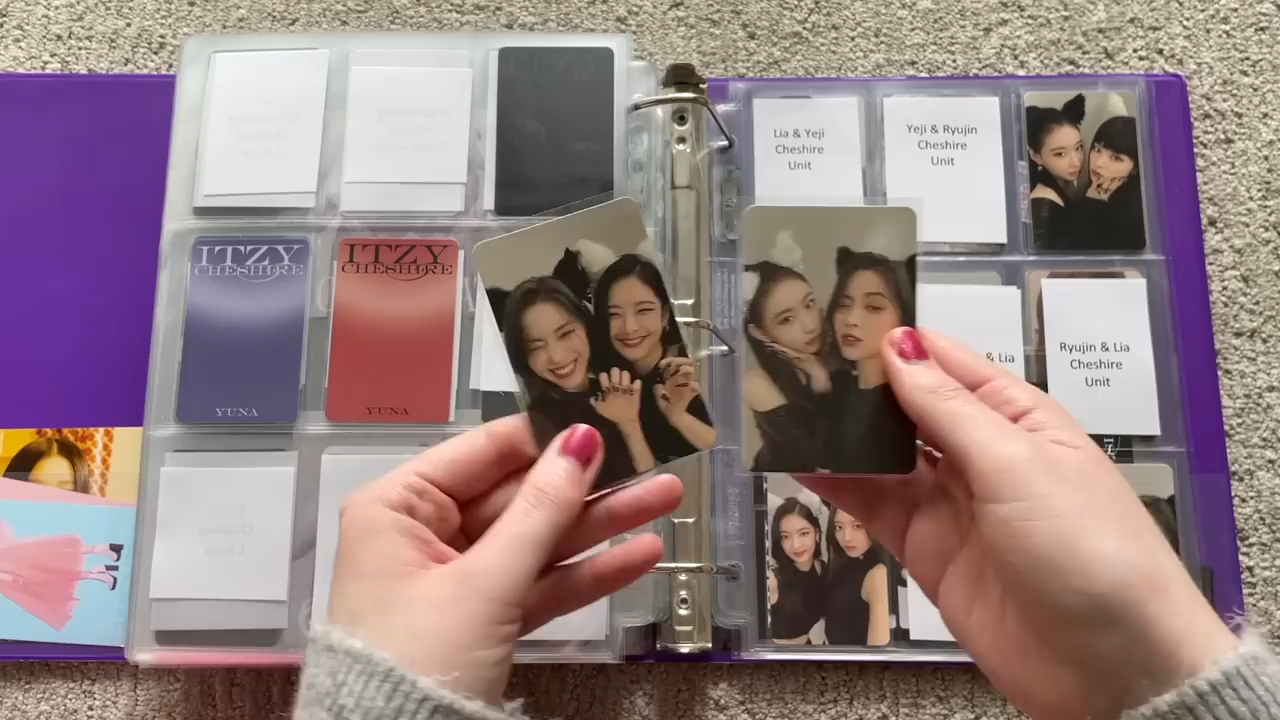 ITZY
CHESHIRE
YUNA
ITZY
CHESHIRE
YUNA
Lia & Yeji
Cheshire
Unit
Yeji & Ryujin
Cheshire
Unit
& Lia
Ryujin & Lia
Cheshire
Unit